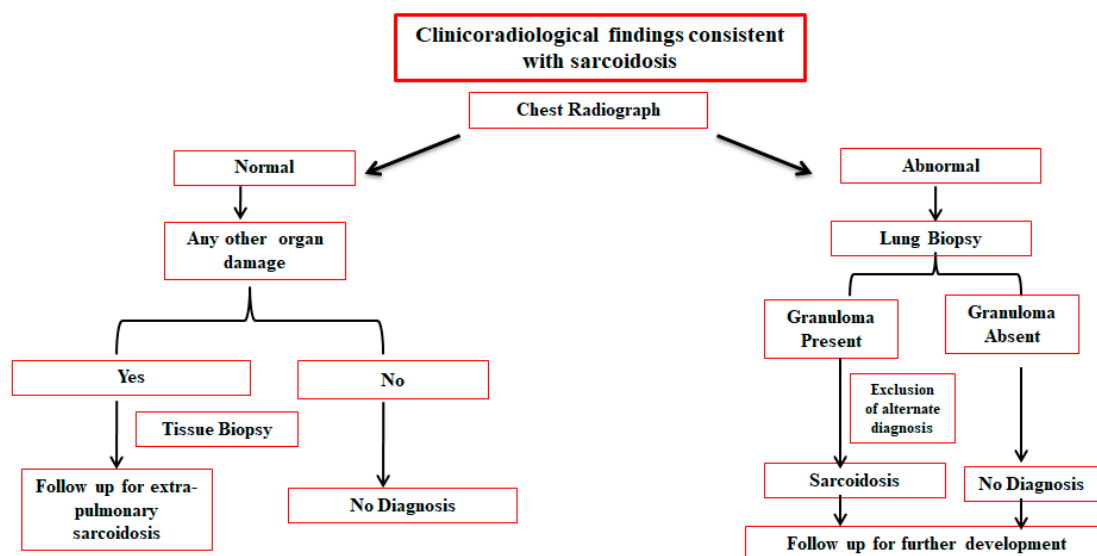 Clinicoradiological findings consistent
with sarcoidosis
Chest Radiograph
Normal
Abnormal
Any other organ
damage
Lung Biopsy
Granuloma
Present
Granuloma
Absent
Yes
No
Exclusion
of alternate
diagnosis
Tissue Biopsy
Follow up for extra-
pulmonary
sarcoidosis
No Diagnosis
Sarcoidosis
No Diagnosis
Follow up for further development